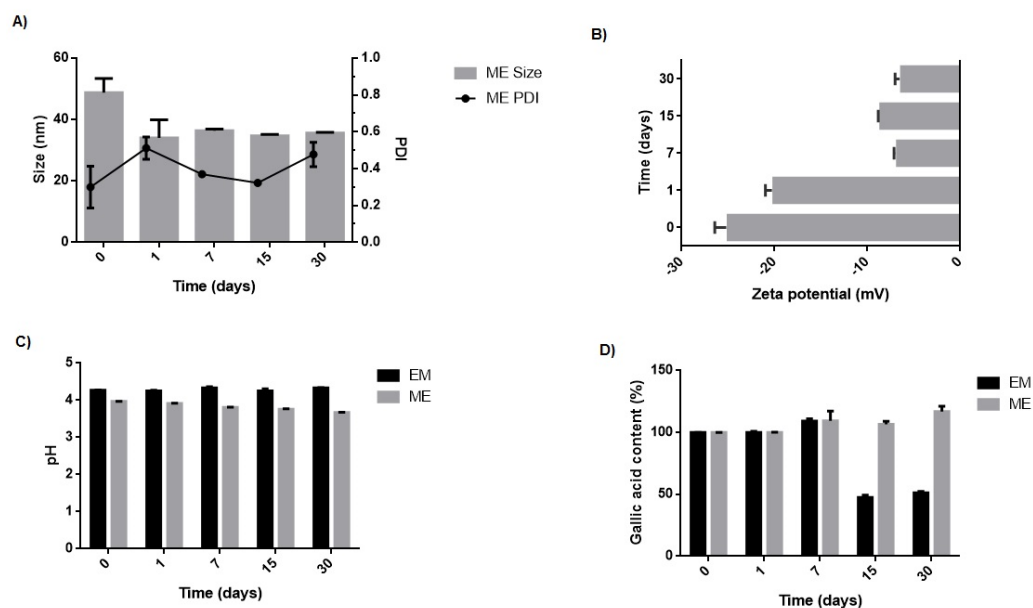 A)
60
40
20
0
Size (nm)
1.0
0.8
0.6
0.4
0.2
0.0
PDI
ME Size
ME PDI
0 1 7 15 30
Time (days)
B)
30
15
7
1
0
Time (days)
-30 -20 -10 0
Zeta potential (mV)
C)
5
4
3
2
1
0
pH
EM
ME
0 1 7 15 30
Time (days)
D)
150
100
50
0
Gallic acid content (%)
EM
ME
0 1 7 15 30
Time (days)